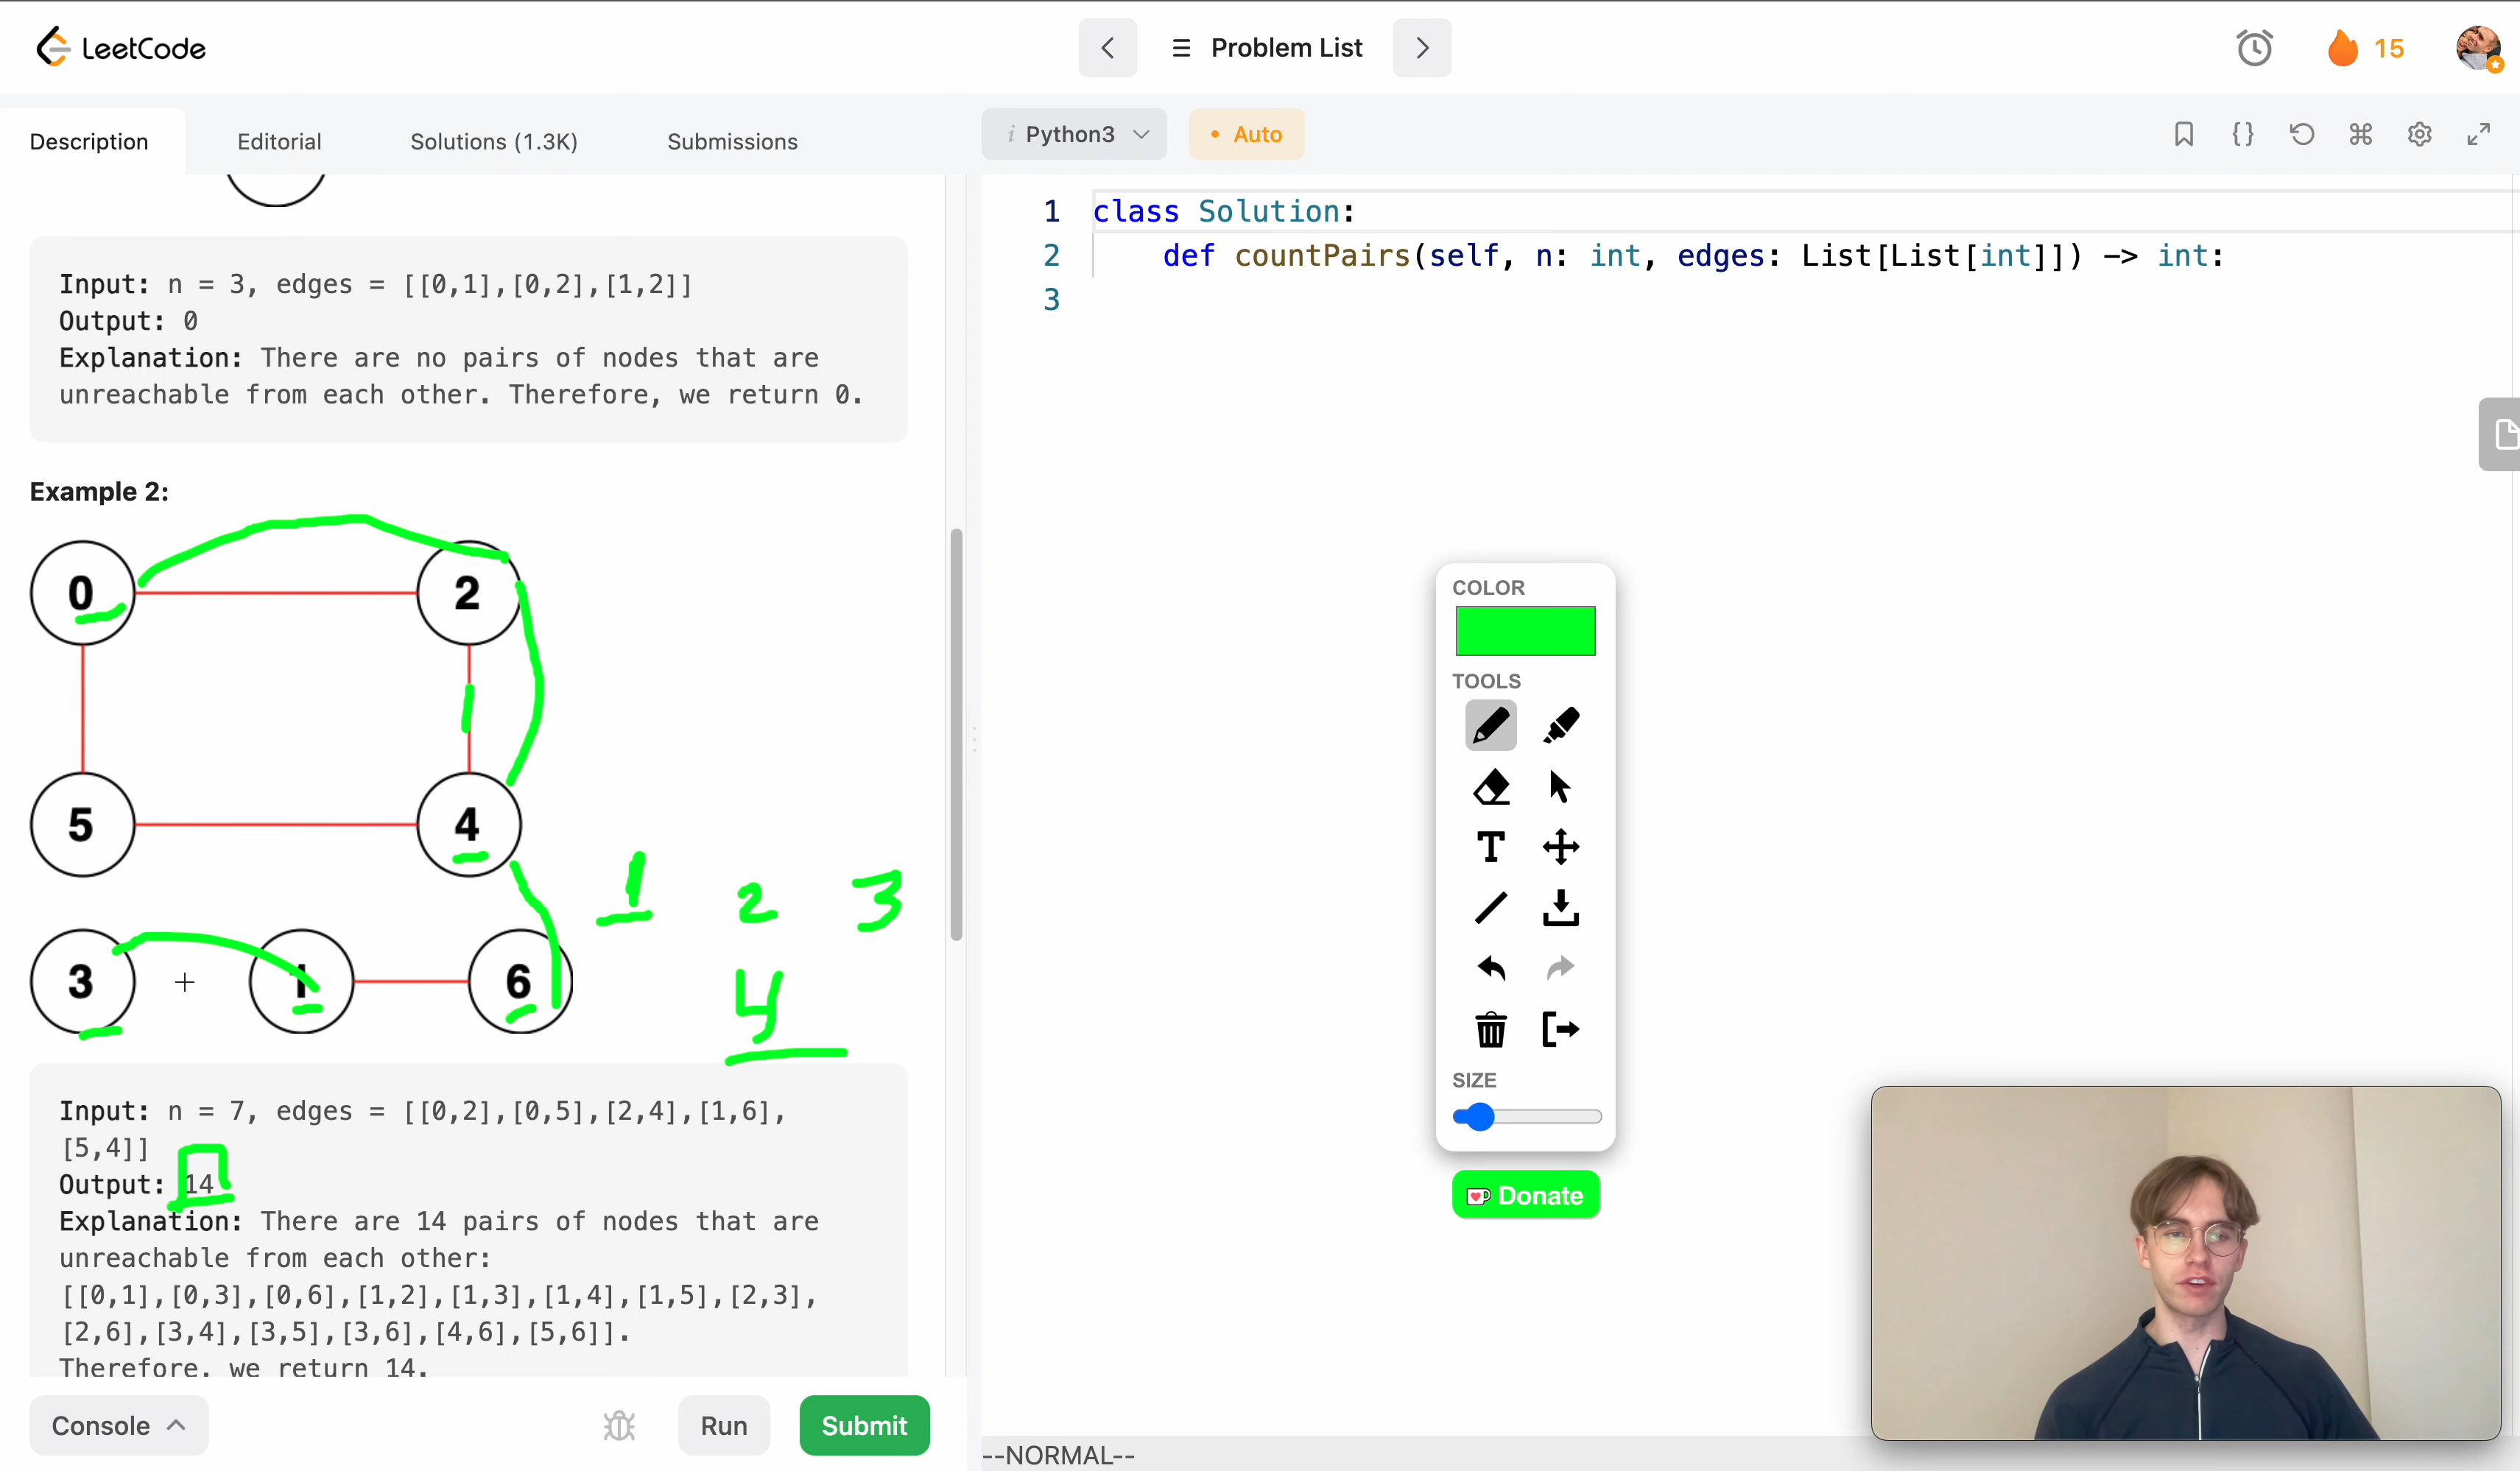 LeetCode
Problem List
15
Description
Editorial
Solutions (1.3K)
Submissions
i Python3
• Auto
Input: n = 3, edges = [[0,1],[0,2],[1,2]]
Output: 0
Explanation: There are no pairs of nodes that are
unreachable from each other. Therefore, we return 0.
Example 2:
0
2
5
4
1 2 3
3
1
6
4
Input: n = 7, edges = [[0,2],[0,5],[2,4],[1,6],
[5,4]]
Output: 14
Explanation: There are 14 pairs of nodes that are
unreachable from each other:
[[0,1],[0,3],[0,6],[1,2],[1,3],[1,4],[1,5],[2,3],
[2,6],[3,4],[3,5],[3,6],[4,6],[5,6]].
Therefore, we return 14.
Console
Run
Submit
1 class Solution:
2 def countPairs(self, n: int, edges: List[List[int]]) -> int:
3
COLOR
TOOLS
T
SIZE
Donate
--NORMAL--